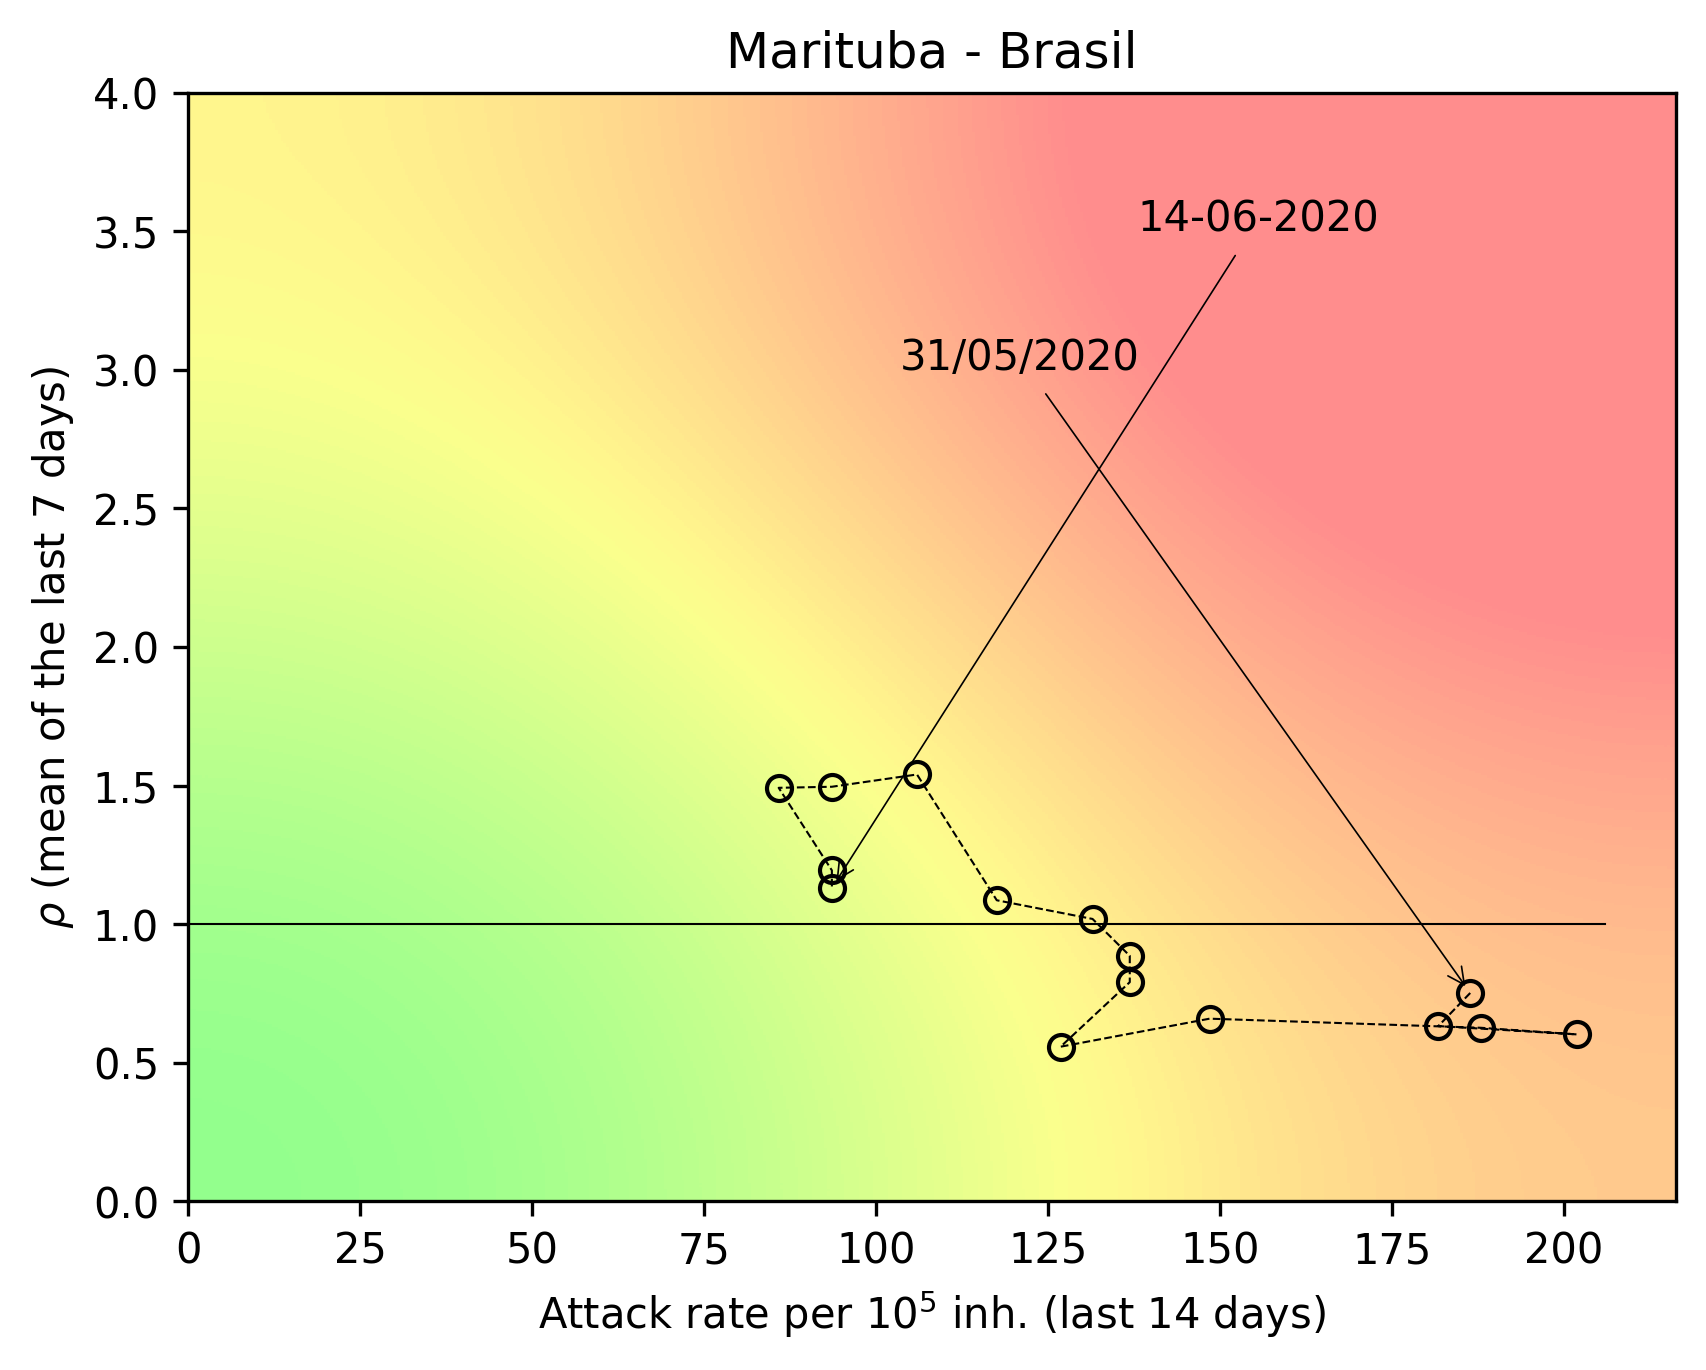 Marituba - Brasil
4.0
3.5
3.0
2.5
2.0
1.5
1.0
0.5
0.0
14-06-2020
31/05/2020
ρ (mean of the last 7 days)
0 25 50 75 100 125 150 175 200
Attack rate per 10⁵ inh. (last 14 days)